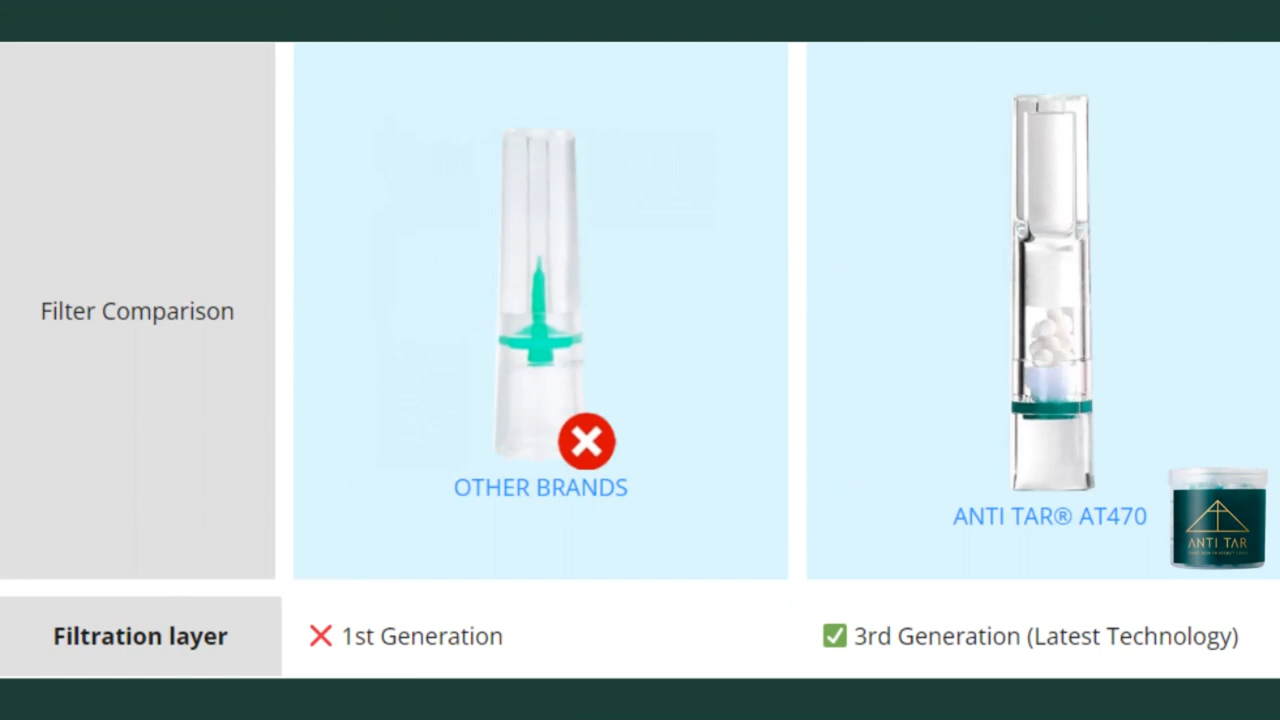 Filter Comparison
OTHER BRANDS
ANTI TAR® AT470
ANTI TAR
Filtration layer
❌ 1st Generation
✅ 3rd Generation (Latest Technology)